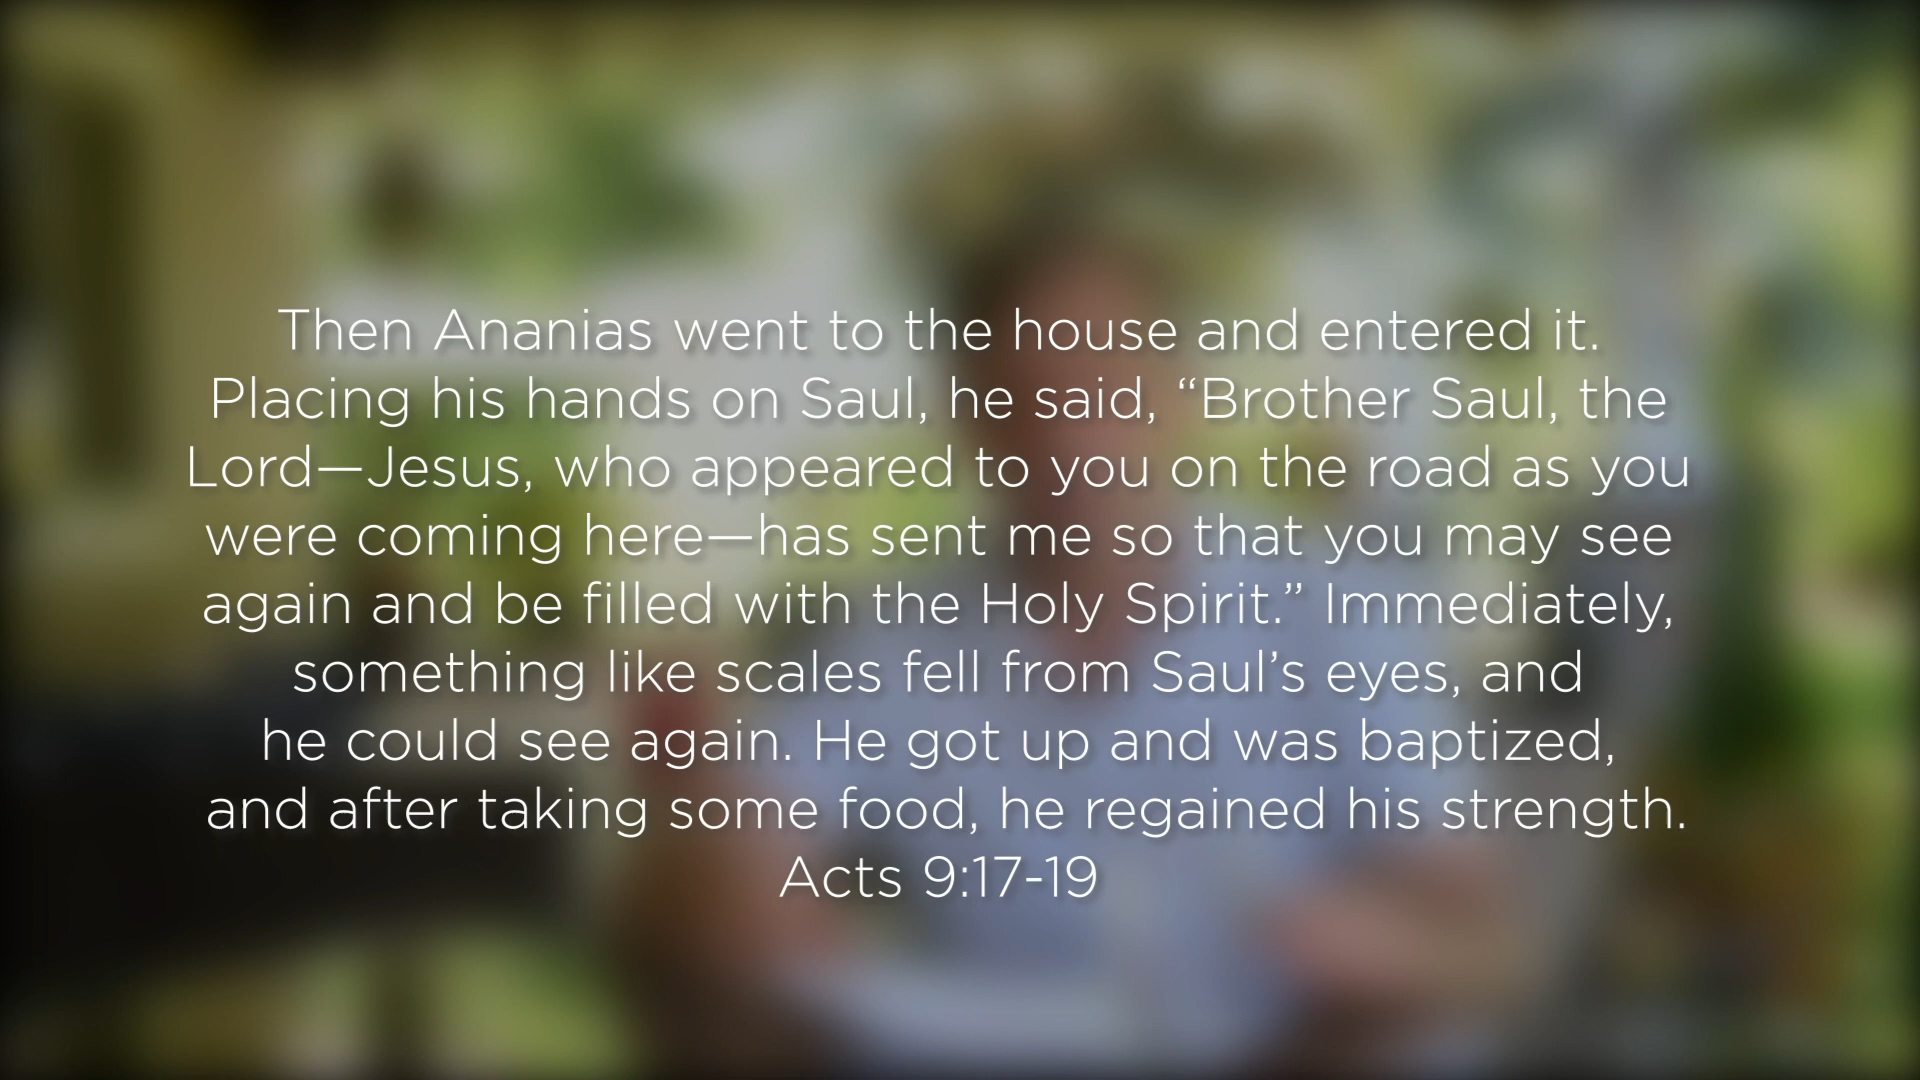 Then Ananias went to the house and entered it.
Placing his hands on Saul, he said, “Brother Saul, the
Lord—Jesus, who appeared to you on the road as you
were coming here—has sent me so that you may see
again and be filled with the Holy Spirit.” Immediately,
something like scales fell from Saul’s eyes, and
he could see again. He got up and was baptized,
and after taking some food, he regained his strength.
Acts 9:17-19